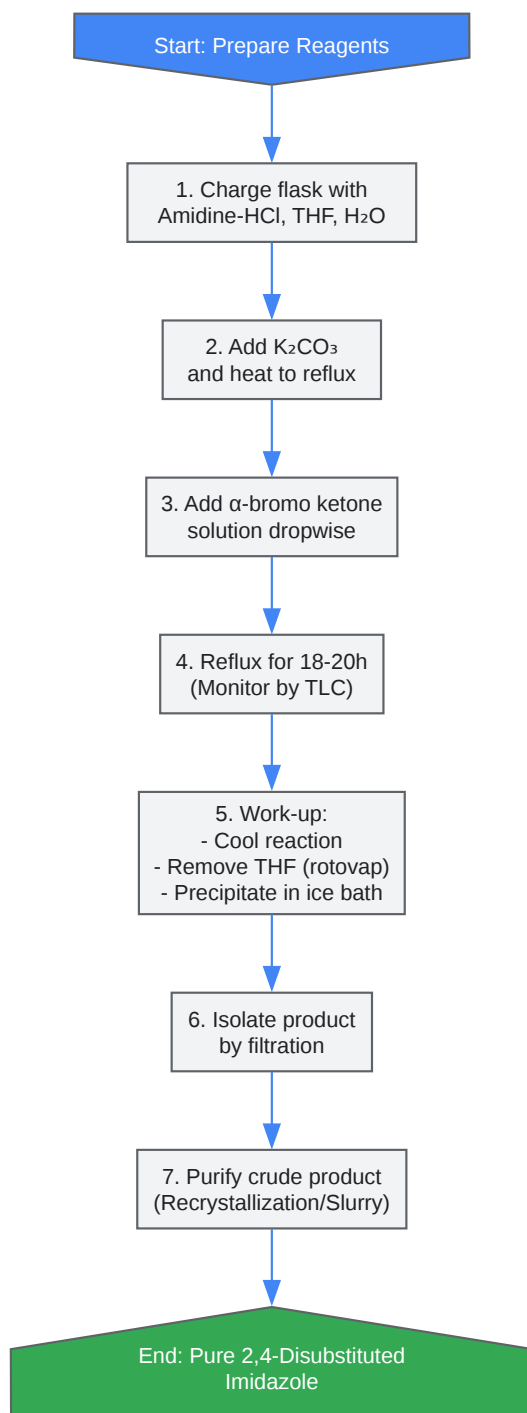 Start: Prepare Reagents
1. Charge flask with
Amidine-HCl, THF, H₂O
2. Add K₂CO₃
and heat to reflux
3. Add α-bromo ketone
solution dropwise
4. Reflux for 18-20h
(Monitor by TLC)
5. Work-up:
- Cool reaction
- Remove THF (rotovap)
- Precipitate in ice bath
6. Isolate product
by filtration
7. Purify crude product
(Recrystallization/Slurry)
End: Pure 2,4-Disubstituted
Imidazole